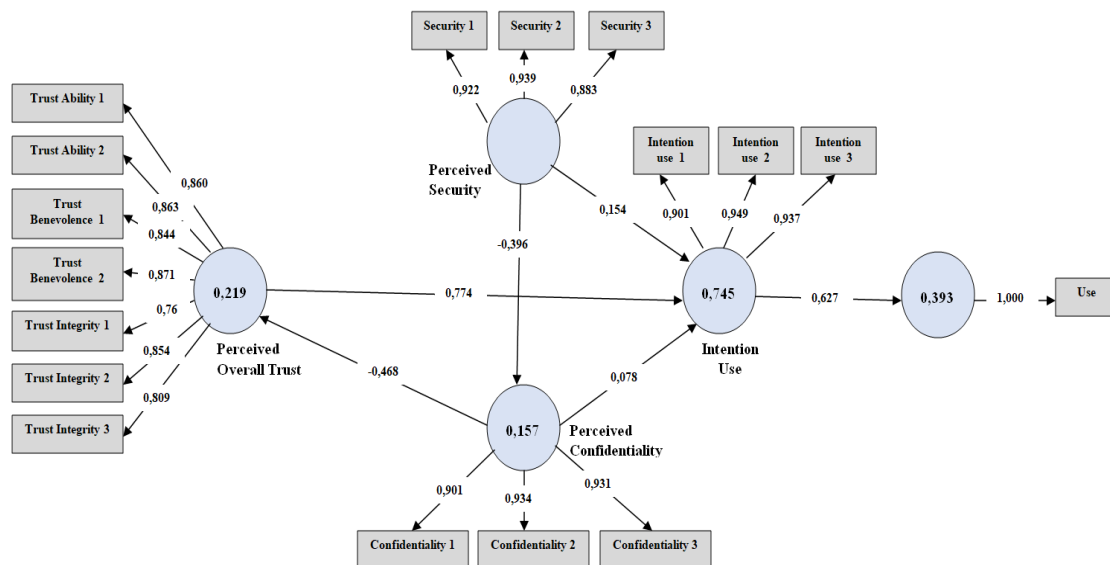 Security 1
Security 2
Security 3
0,922
0,939
0,883
Trust Ability 1
Trust Ability 2
Trust
Benevolence 1
Trust
Benevolence 2
Trust Integrity 1
Trust Integrity 2
Trust Integrity 3
0,860
0,863
0,844
0,871
0,76
0,854
0,809
0,219
Perceived
Overall Trust
Perceived
Security
Intention
use 1
Intention
use 2
Intention
use 3
0,154
0,901
0,949
0,937
-0,396
0,774
0,745
Intention
Use
0,627
0,393
1,000
Use
-0,468
0,078
0,157
Perceived
Confidentiality
0,901
0,934
0,931
Confidentiality 1
Confidentiality 2
Confidentiality 3